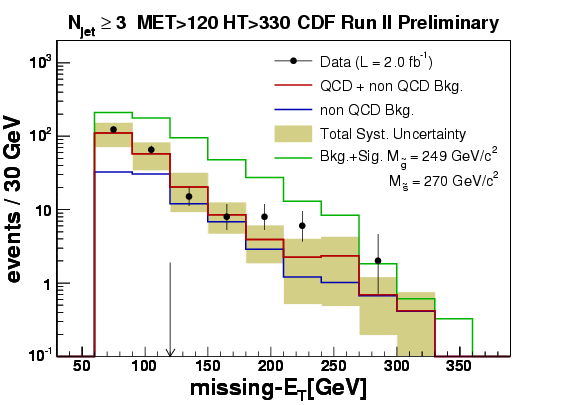 N_jet ≥ 3 MET>120 HT>330 CDF Run II Preliminary
Data (L = 2.0 fb⁻¹)
QCD + non QCD Bkg.
non QCD Bkg.
Total Syst. Uncertainty
Bkg.+Sig. M_g̃ = 249 GeV/c²
M_s̃ = 270 GeV/c²
events / 30 GeV
10³
10²
10
1
10⁻¹
50 100 150 200 250 300 350
missing-E_T[GeV]